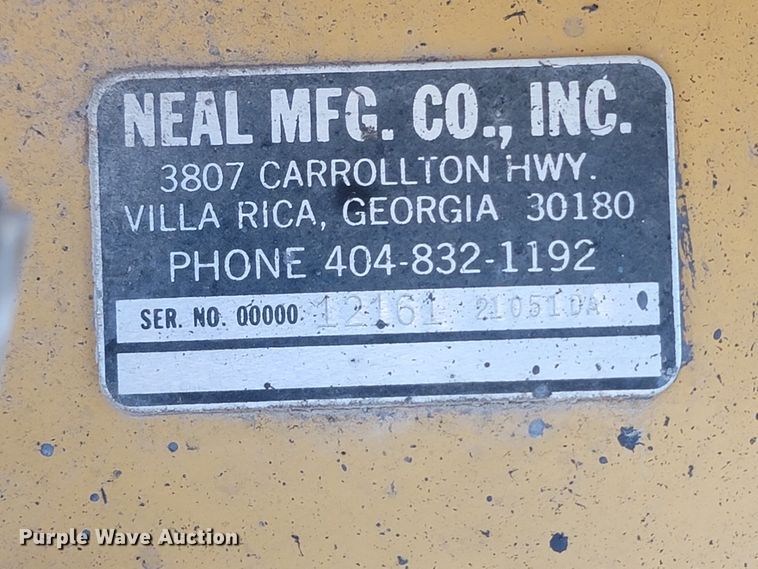 NEAL MFG. CO., INC.
3807 CARROLLTON HWY.
VILLA RICA, GEORGIA 30180
PHONE 404-832-1192
SER. NO. 00000 12161 21051DA
Purple Wave Auction